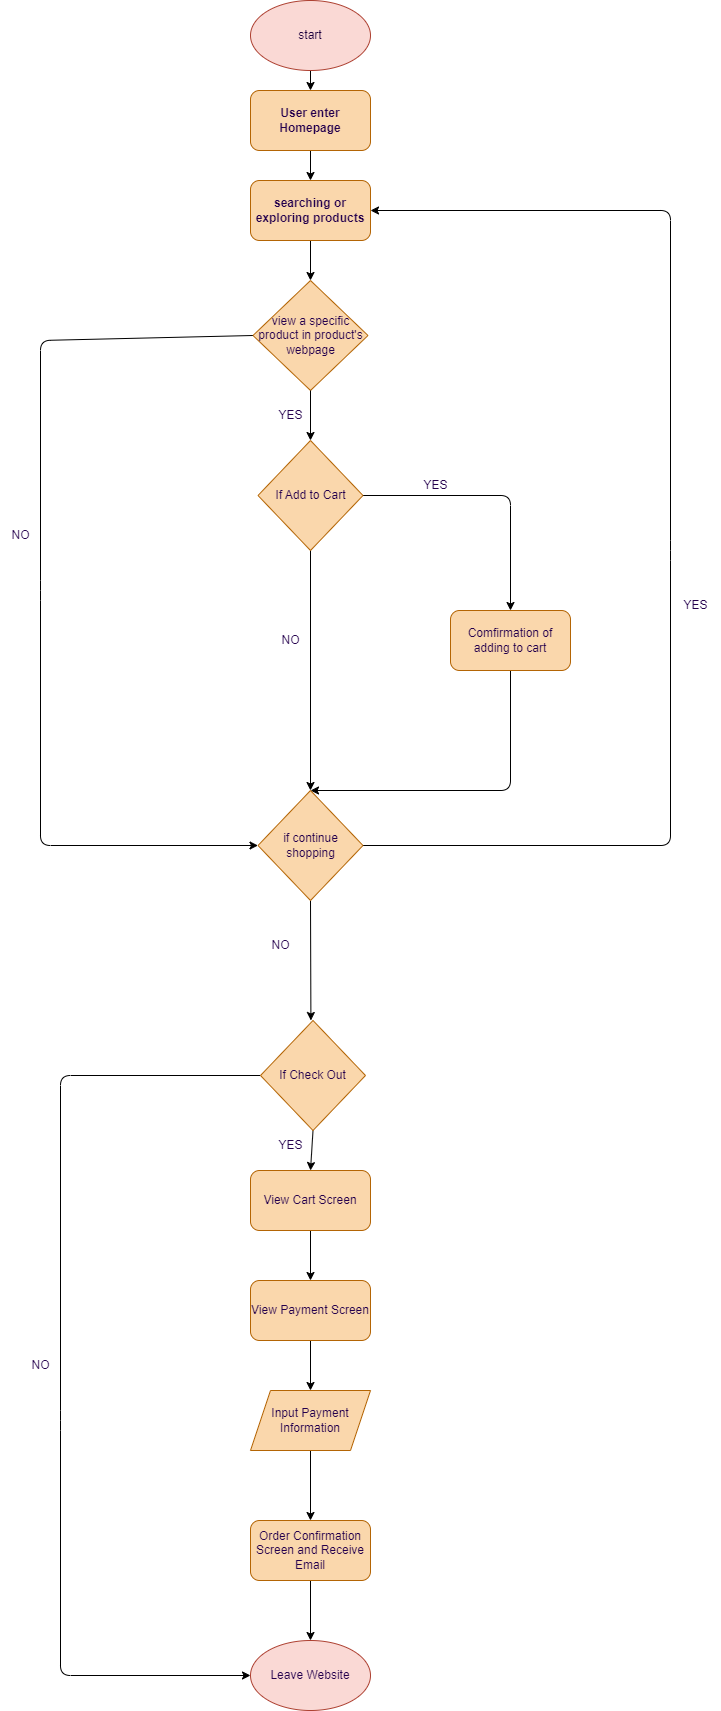 start
User enter
Homepage
searching or
exploring products
view a specific
product in product's
webpage
YES
If Add to Cart
YES
NO
Comfirmation of
adding to cart
YES
NO
if continue
shopping
NO
If Check Out
YES
View Cart Screen
View Payment Screen
NO
Input Payment
Information
Order Confirmation
Screen and Receive
Email
Leave Website